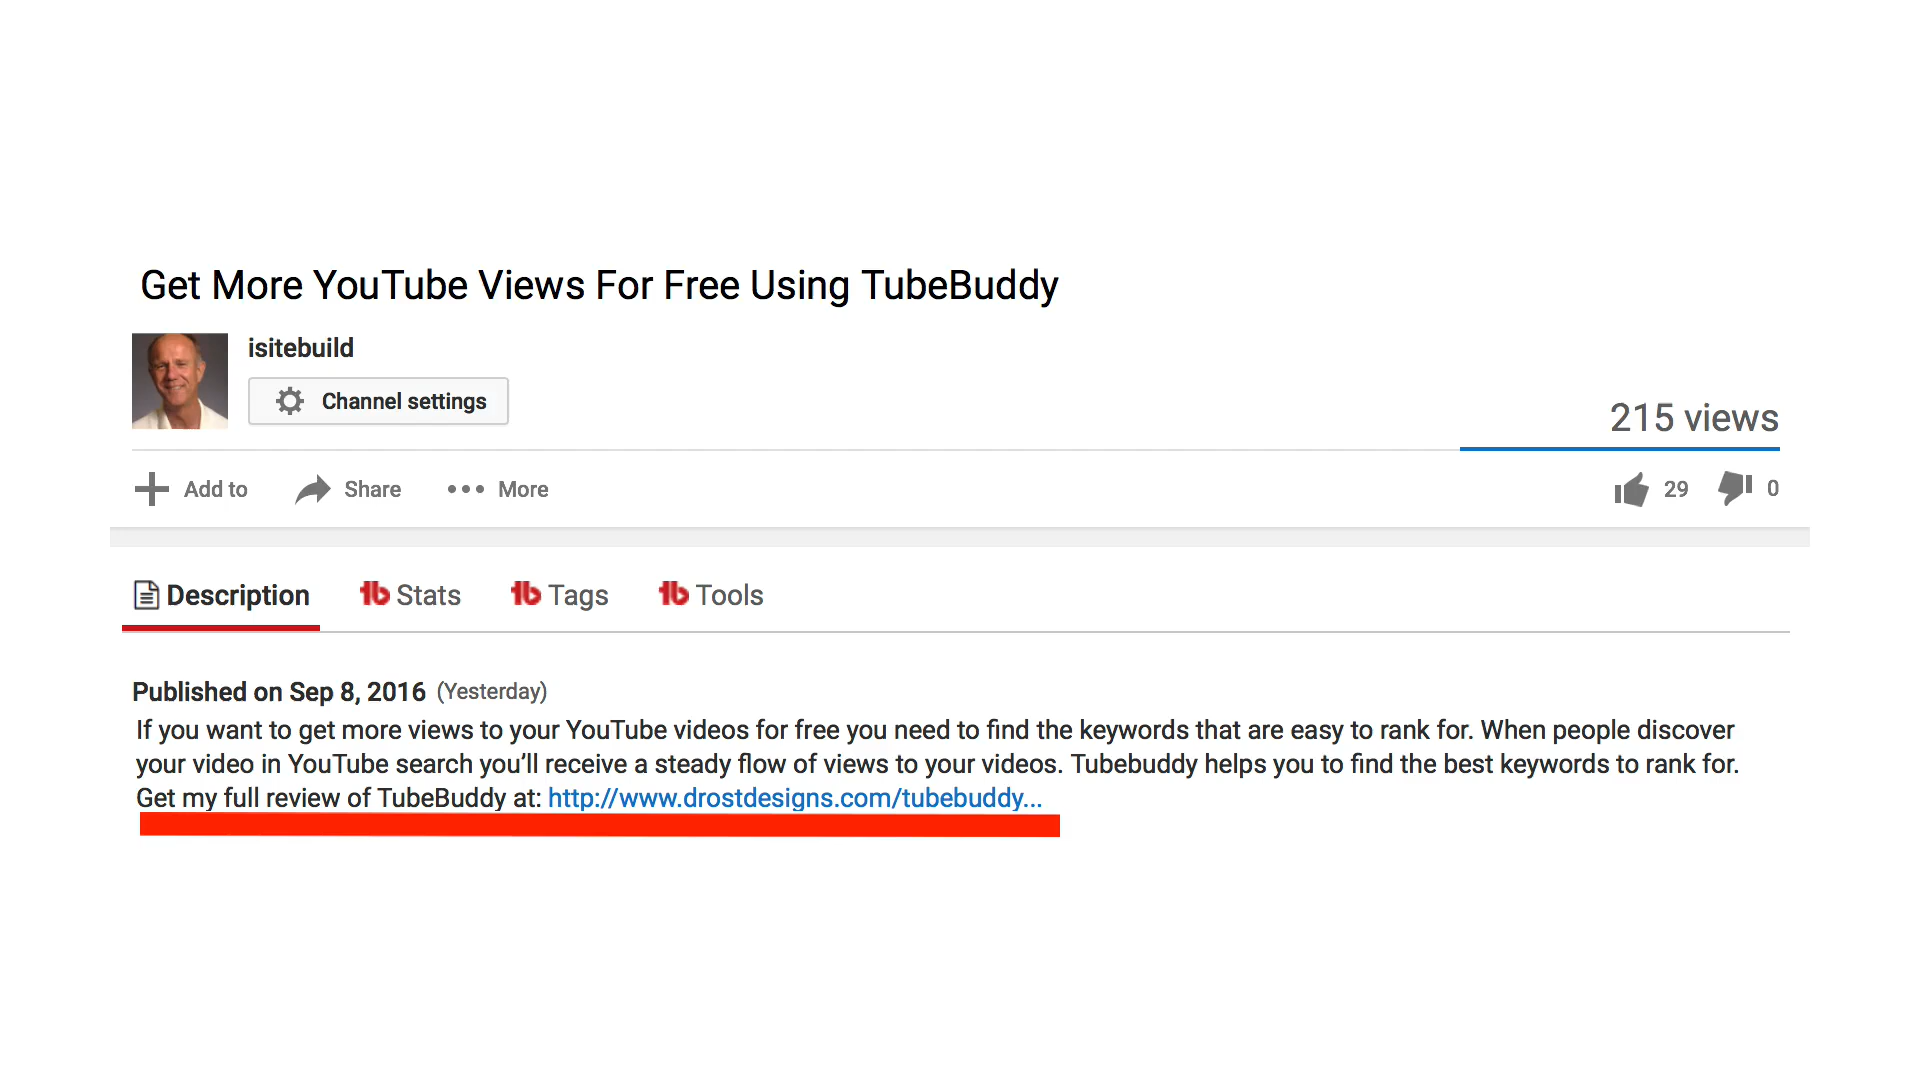 Get More YouTube Views For Free Using TubeBuddy
isitebuild
Channel settings
215 views
Add to Share More 29 0
Description tb Stats tb Tags tb Tools
Published on Sep 8, 2016 (Yesterday)
If you want to get more views to your YouTube videos for free you need to find the keywords that are easy to rank for. When people discover
your video in YouTube search you’ll receive a steady flow of views to your videos. Tubebuddy helps you to find the best keywords to rank for.
Get my full review of TubeBuddy at: http://www.drostdesigns.com/tubebuddy...